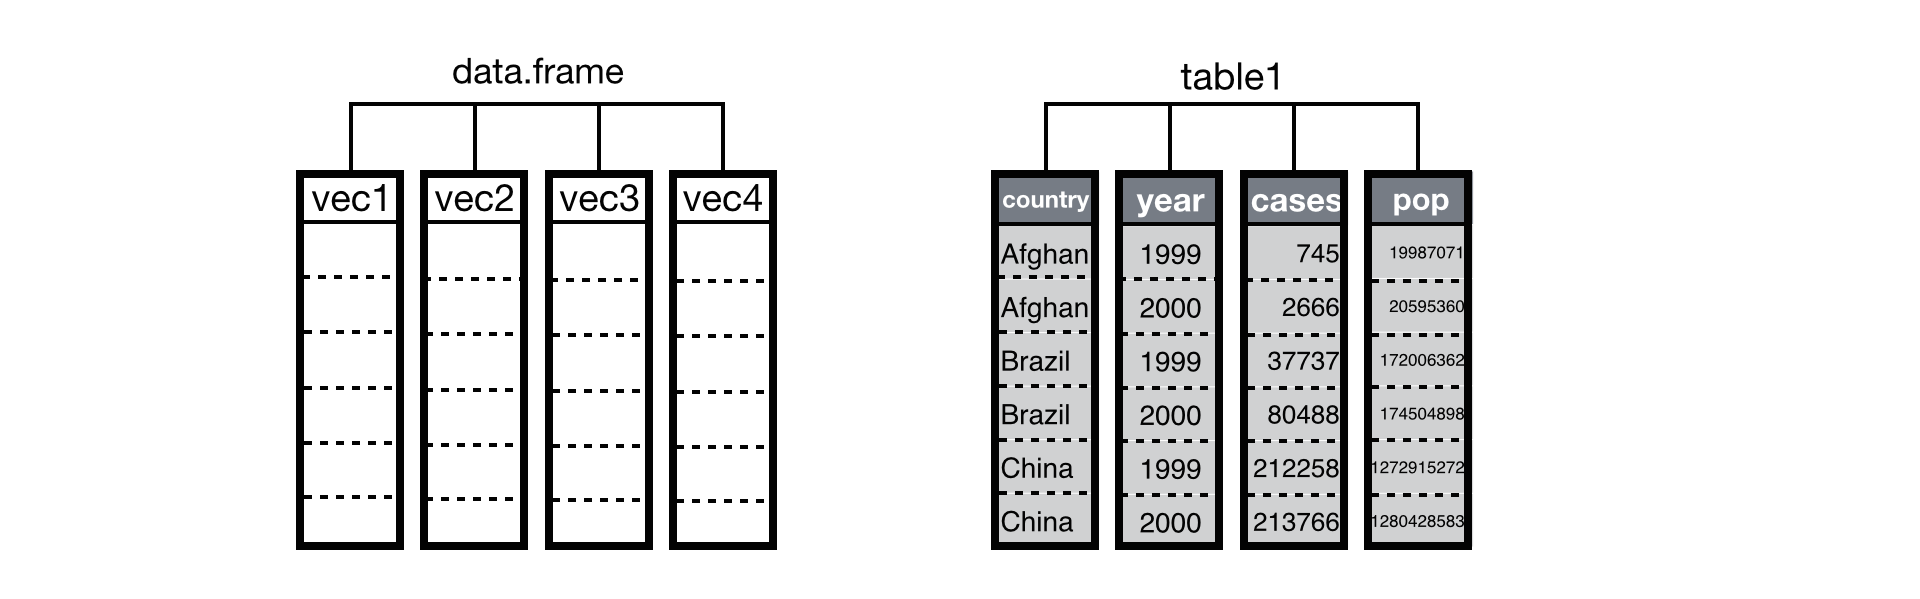 data.frame
vec1 vec2 vec3 vec4
table1
country year cases pop
Afghan 1999 745 19987071
Afghan 2000 2666 20595360
Brazil 1999 37737 172006362
Brazil 2000 80488 174504898
China 1999 212258 1272915272
China 2000 213766 1280428583